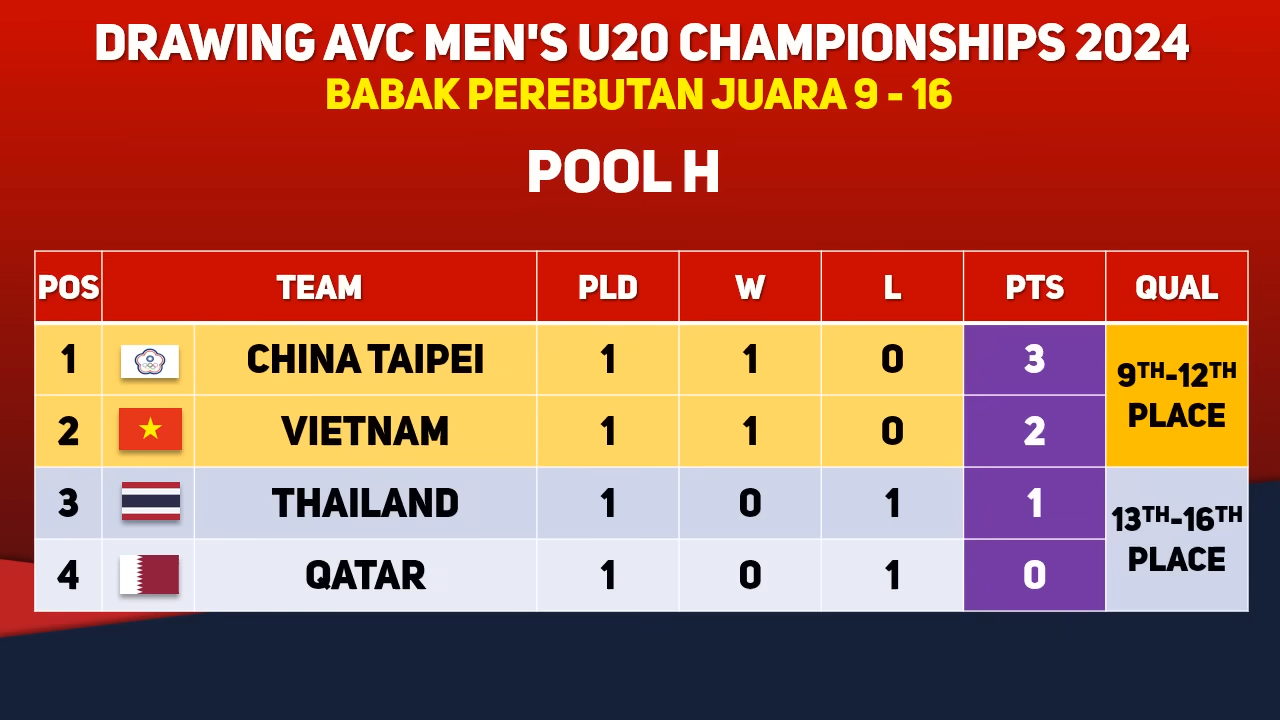 DRAWING AVC MEN'S U20 CHAMPIONSHIPS 2024
BABAK PEREBUTAN JUARA 9 - 16
POOL H
POS TEAM PLD W L PTS QUAL
1 CHINA TAIPEI 1 1 0 3
9TH-12TH
PLACE
2 VIETNAM 1 1 0 2
3 THAILAND 1 0 1 1
13TH-16TH
PLACE
4 QATAR 1 0 1 0